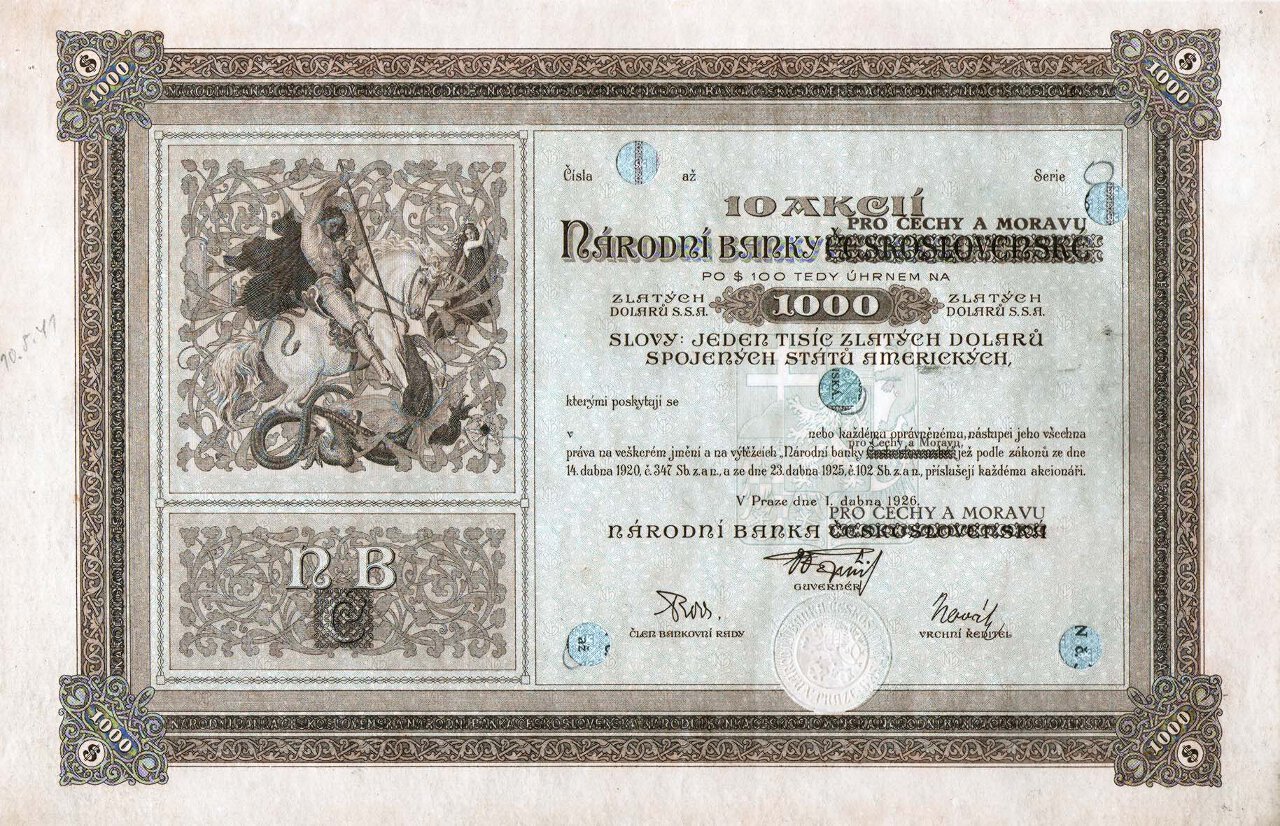 $ 1000
$ 1000
Čísla až Serie
10 AKCIÍ
PRO ČECHY A MORAVU
NÁRODNÍ BANKY ČESKOSLOVENSKÉ
PO $ 100 TEDY ÚHRNEM NA
ZLATÝCH DOLARŮ S.S.A. 1000 ZLATÝCH DOLARŮ S.S.A.
SLOVY: JEDEN TISÍC ZLATÝCH DOLARŮ
SPOJENÝCH STÁTŮ AMERICKÝCH,
kterými poskytují se
v nebo každému oprávněnému nástupci jeho všechna
pro Čechy a Moravu,
práva na veškerém jmění a na výtěžcích „Národní banky jež podle zákonů ze dne
14. dubna 1920, č. 347 Sb. z. a n., a ze dne 23. dubna 1925, č. 102 Sb. z. a n., příslušejí každému akcionáři.
V Praze dne 1. dubna 1926.
PRO ČECHY A MORAVU
NÁRODNÍ BANKA ČESKOSLOVENSKÁ
GUVERNÉR
ČLEN BANKOVNÍ RADY
Novák
VRCHNÍ ŘEDITEL
NB
Č
až
N
č.
$ 1000
$ 1000